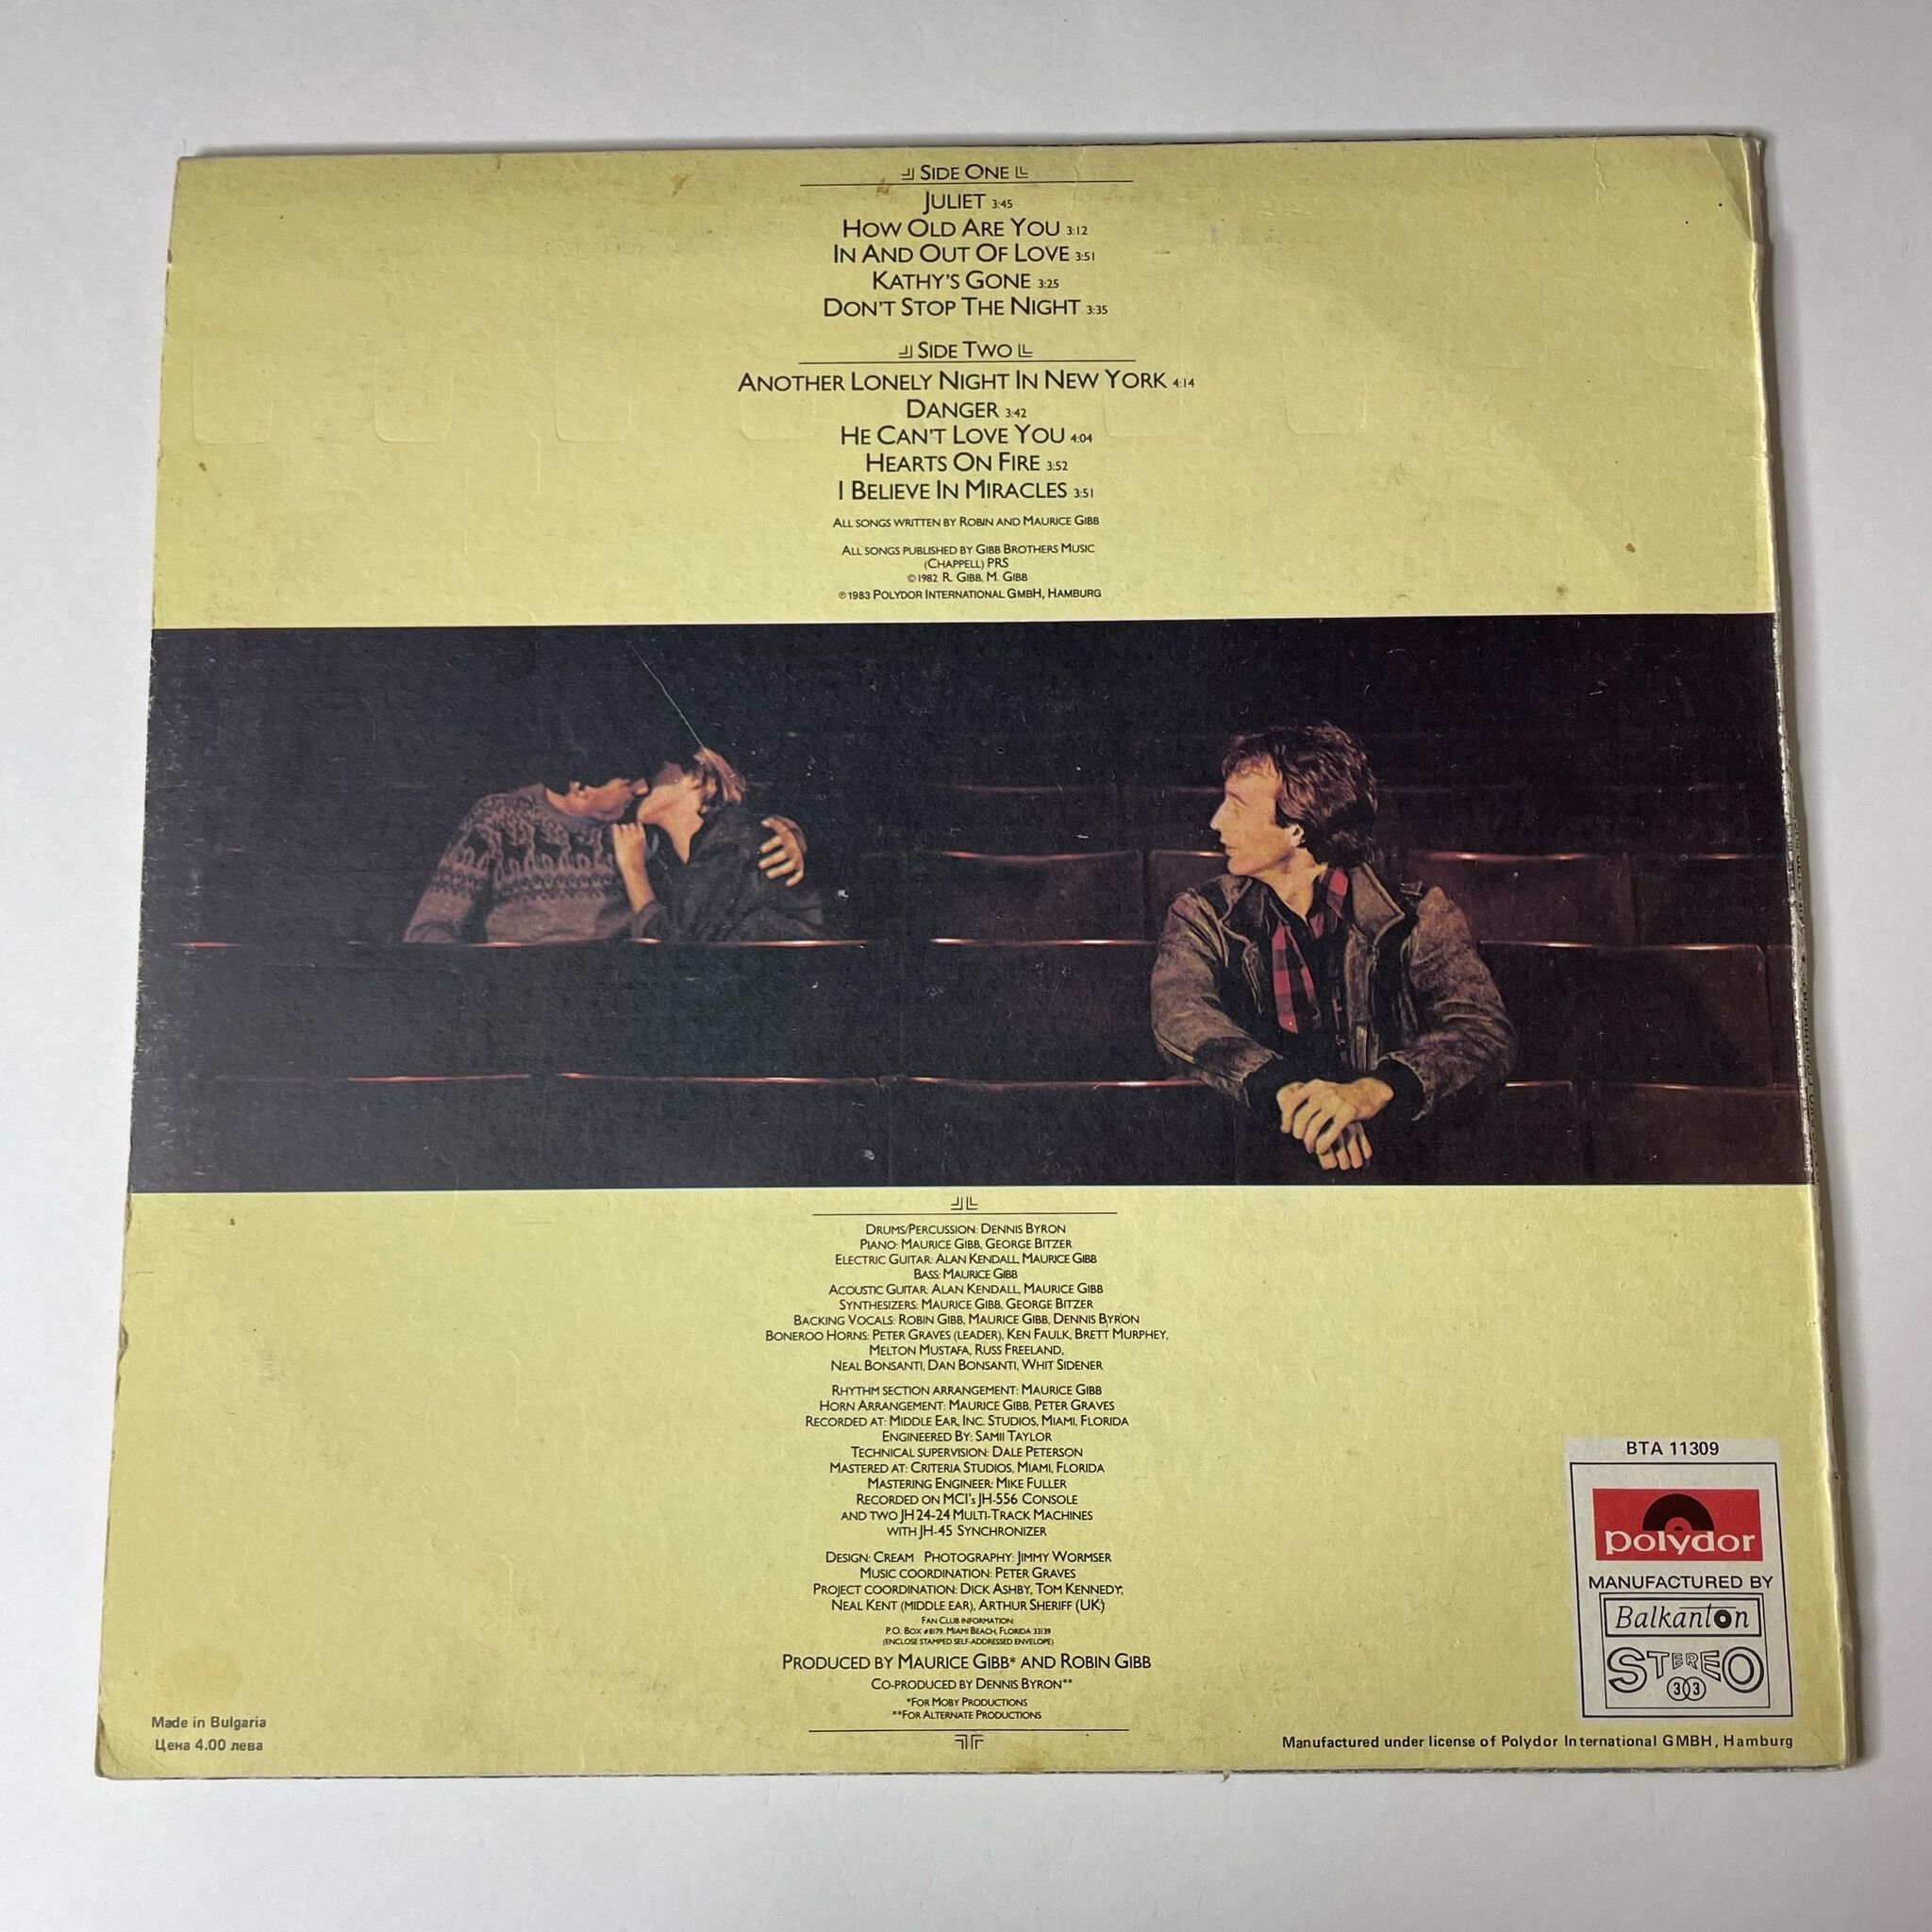 SIDE ONE
JULIET 3:45
HOW OLD ARE YOU 3:12
IN AND OUT OF LOVE 3:51
KATHY'S GONE 3:25
DON'T STOP THE NIGHT 3:35
SIDE TWO
ANOTHER LONELY NIGHT IN NEW YORK 4:14
DANGER 3:42
HE CAN'T LOVE YOU 4:04
HEARTS ON FIRE 3:52
I BELIEVE IN MIRACLES 3:51
ALL SONGS WRITTEN BY ROBIN AND MAURICE GIBB
ALL SONGS PUBLISHED BY GIBB BROTHERS MUSIC
(CHAPPELL) PRS
©1982 R. GIBB, M. GIBB
℗1983 POLYDOR INTERNATIONAL GMBH, HAMBURG
DRUMS/PERCUSSION: DENNIS BYRON
PIANO: MAURICE GIBB, GEORGE BITZER
ELECTRIC GUITAR: ALAN KENDALL, MAURICE GIBB
BASS: MAURICE GIBB
ACOUSTIC GUITAR: ALAN KENDALL, MAURICE GIBB
SYNTHESIZERS: MAURICE GIBB, GEORGE BITZER
BACKING VOCALS: ROBIN GIBB, MAURICE GIBB, DENNIS BYRON
BONEROO HORNS: PETER GRAVES (LEADER), KEN FAULK, BRETT MURPHEY,
MELTON MUSTAFA, RUSS FREELAND,
NEAL BONSANTI, DAN BONSANTI, WHIT SIDENER
RHYTHM SECTION ARRANGEMENT: MAURICE GIBB
HORN ARRANGEMENT: MAURICE GIBB, PETER GRAVES
RECORDED AT: MIDDLE EAR, INC. STUDIOS, MIAMI, FLORIDA
ENGINEERED BY: SAMII TAYLOR
TECHNICAL SUPERVISION: DALE PETERSON
MASTERED AT: CRITERIA STUDIOS, MIAMI, FLORIDA
MASTERING ENGINEER: MIKE FULLER
RECORDED ON MCI's JH-556 CONSOLE
AND TWO JH 24-24 MULTI-TRACK MACHINES
WITH JH-45 SYNCHRONIZER
DESIGN: CREAM PHOTOGRAPHY: JIMMY WORMSER
MUSIC COORDINATION: PETER GRAVES
PROJECT COORDINATION: DICK ASHBY, TOM KENNEDY,
NEAL KENT (MIDDLE EAR), ARTHUR SHERIFF (UK)
FAN CLUB INFORMATION:
P.O. BOX #8179, MIAMI BEACH, FLORIDA 33139
(ENCLOSE STAMPED SELF-ADDRESSED ENVELOPE)
PRODUCED BY MAURICE GIBB* AND ROBIN GIBB
CO-PRODUCED BY DENNIS BYRON**
*FOR MOBY PRODUCTIONS
**FOR ALTERNATE PRODUCTIONS
Made in Bulgaria
Цена 4.00 лева
BTA 11309
polydor
MANUFACTURED BY
Balkanton
STEREO
33
Manufactured under license of Polydor International GMBH, Hamburg